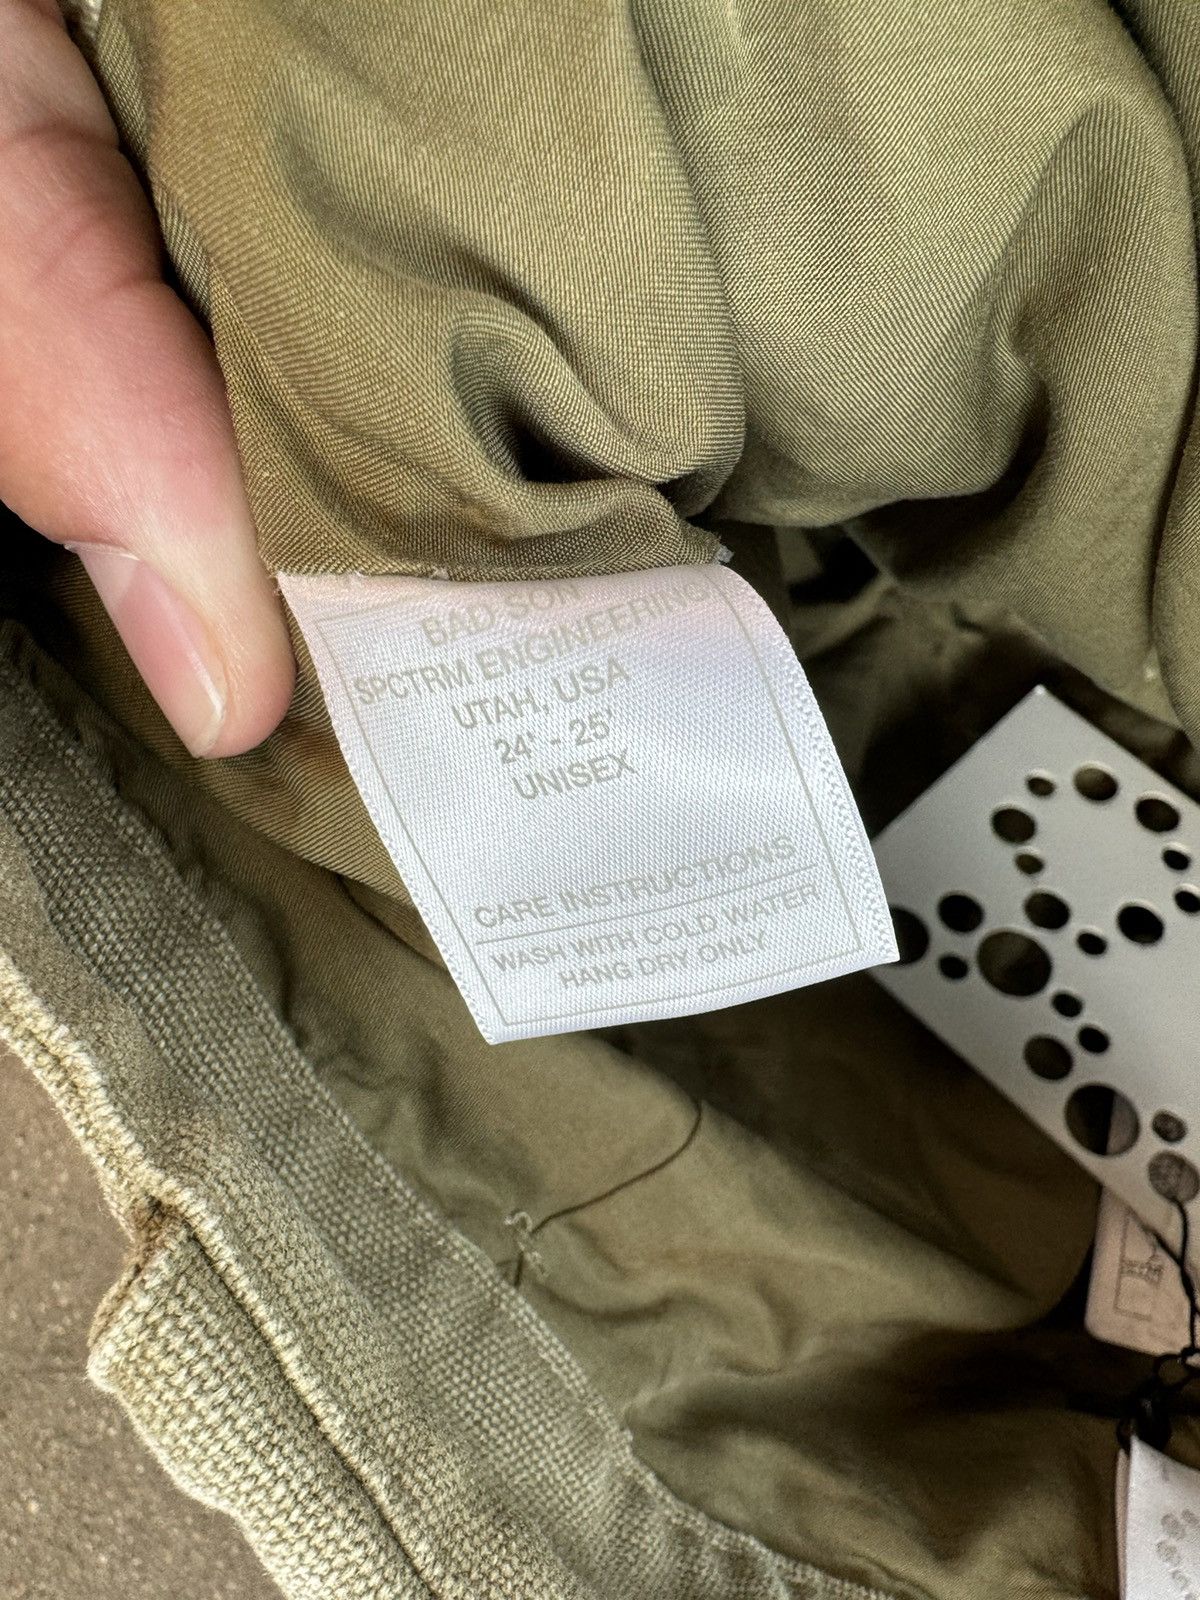 BAD SON
SPCTRM ENGINEERING
UTAH, USA
24' - 25'
UNISEX
CARE INSTRUCTIONS
WASH WITH COLD WATER
HANG DRY ONLY